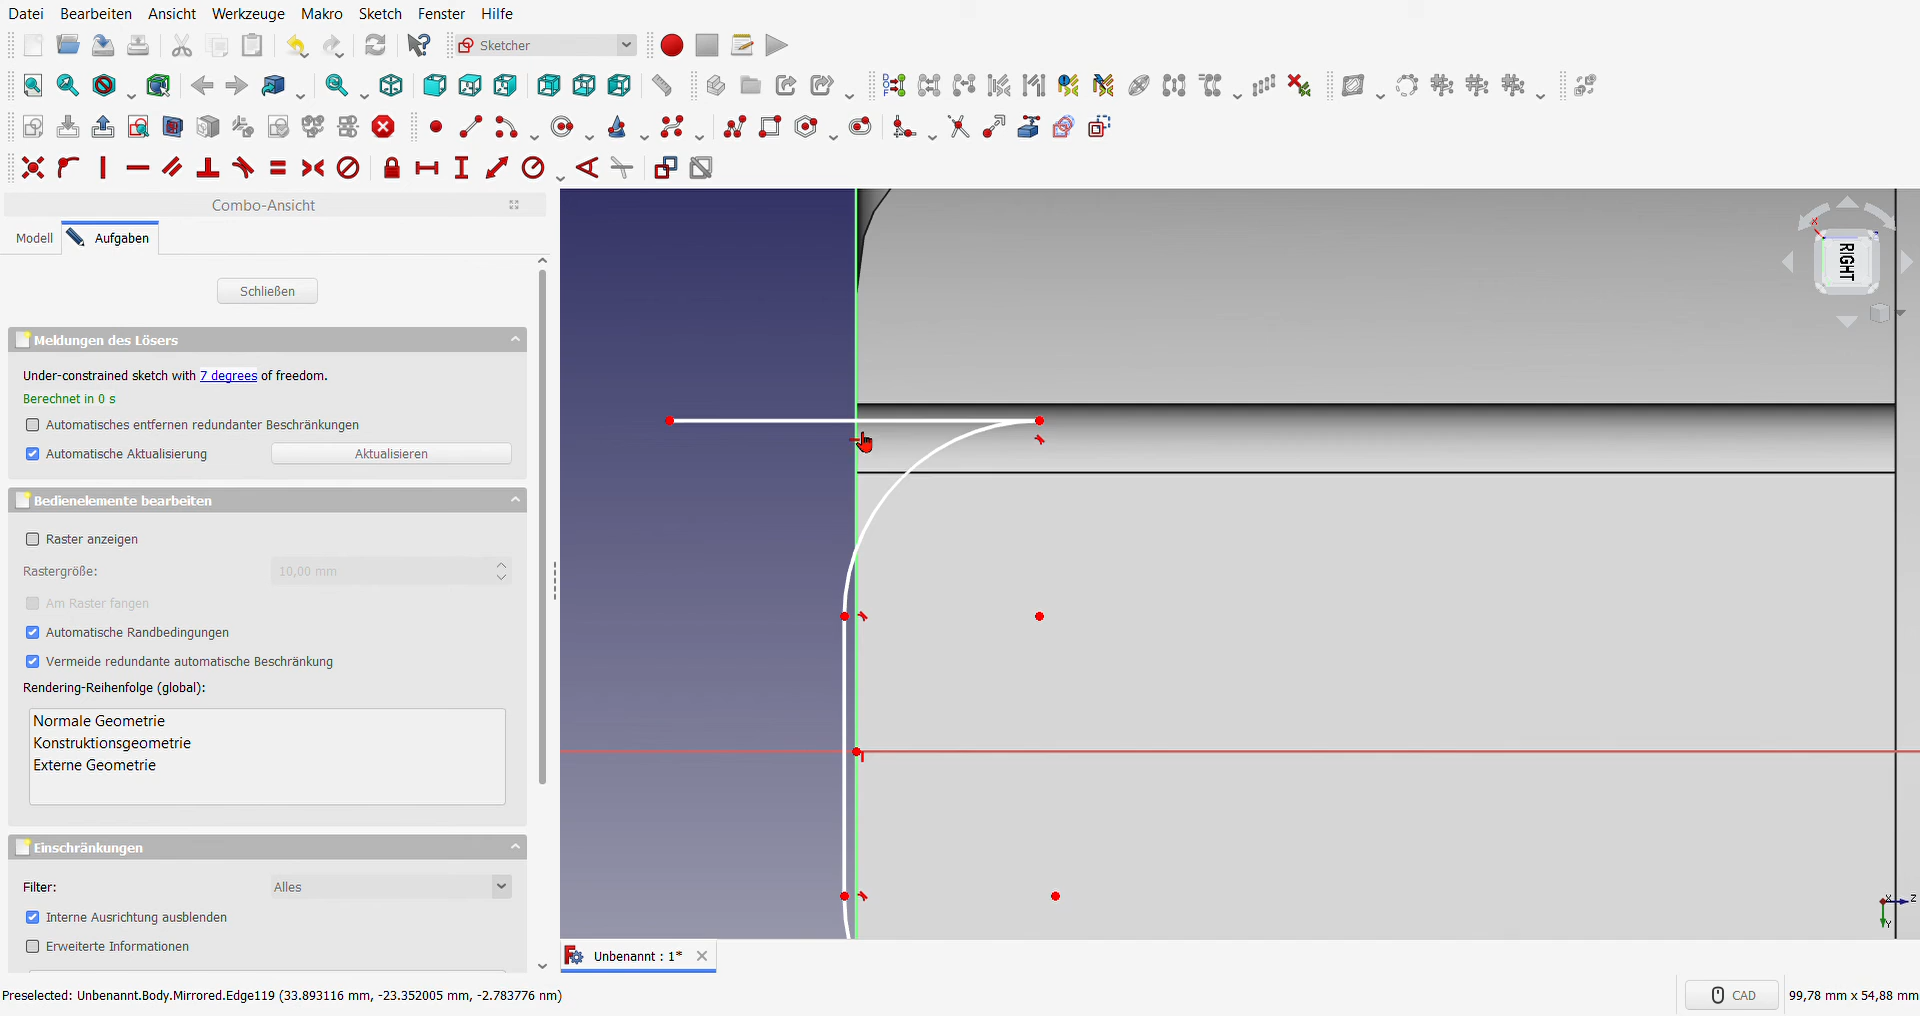 Datei Bearbeiten Ansicht Werkzeuge Makro Sketch Fenster Hilfe
Sketcher
Combo-Ansicht
Modell Aufgaben
Schließen
Meldungen des Lösers
Under-constrained sketch with 7 degrees of freedom.
Berechnet in 0 s
Automatisches entfernen redundanter Beschränkungen
Automatische Aktualisierung Aktualisieren
Bedienelemente bearbeiten
Raster anzeigen
Rastergröße: 10,00 mm
Am Raster fangen
Automatische Randbedingungen
Vermeide redundante automatische Beschränkung
Rendering-Reihenfolge (global):
Normale Geometrie
Konstruktionsgeometrie
Externe Geometrie
Einschränkungen
Filter: Alles
Interne Ausrichtung ausblenden
Erweiterte Informationen
X
RIGHT
X
Z
Y
Unbenannt : 1*
Preselected: Unbenannt.Body.Mirrored.Edge119 (33.893116 mm, -23.352005 mm, -2.783776 nm)
CAD
99,78 mm x 54,88 mm